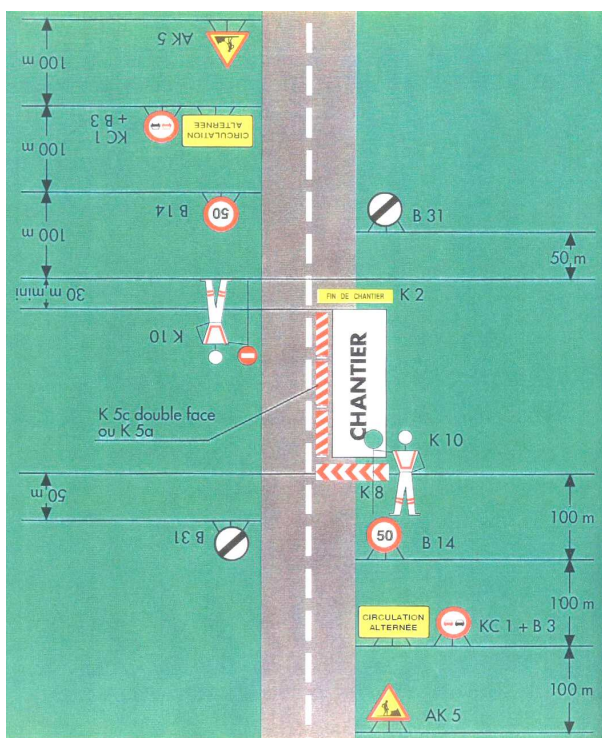 AK 5
100 m
KC 1
+ B 3
CIRCULATION
ALTERNÉE
100 m
B 14
50
100 m
B 31
50 m
30 m mini
K 10
FIN DE CHANTIER
K 2
CHANTIER
K 5c double face
ou K 5a
K 10
K 8
50 m
B 31
100 m
50
B 14
100 m
CIRCULATION
ALTERNÉE
KC 1 + B 3
100 m
AK 5